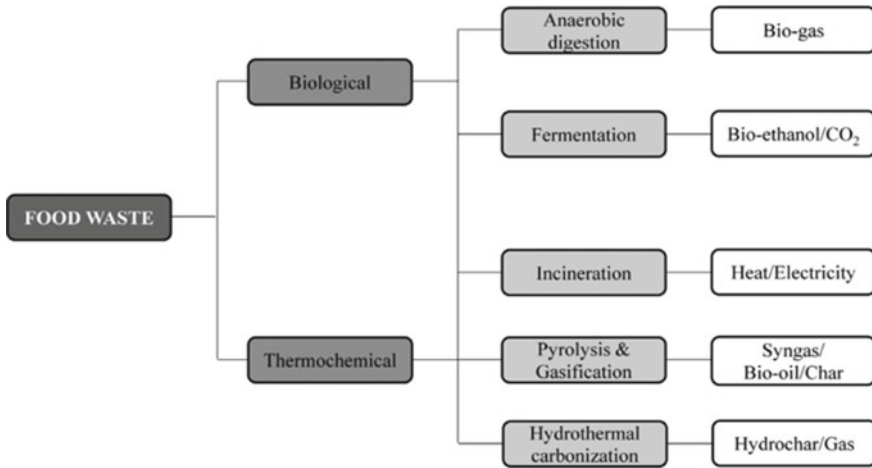 FOOD WASTE
Biological
Thermochemical
Anaerobic
digestion
Bio-gas
Fermentation
Bio-ethanol/CO₂
Incineration
Heat/Electricity
Pyrolysis &
Gasification
Syngas/
Bio-oil/Char
Hydrothermal
carbonization
Hydrochar/Gas